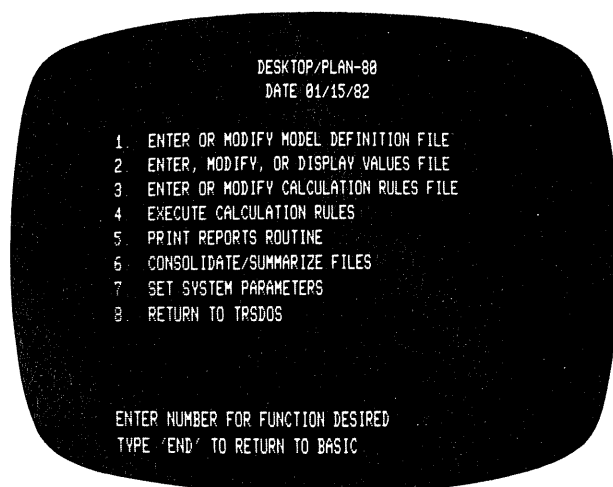 DESKTOP/PLAN-80
DATE 01/15/82
1. ENTER OR MODIFY MODEL DEFINITION FILE
2. ENTER, MODIFY, OR DISPLAY VALUES FILE
3. ENTER OR MODIFY CALCULATION RULES FILE
4. EXECUTE CALCULATION RULES
5. PRINT REPORTS ROUTINE
6. CONSOLIDATE/SUMMARIZE FILES
7. SET SYSTEM PARAMETERS
8. RETURN TO TRSDOS
ENTER NUMBER FOR FUNCTION DESIRED
TYPE 'END' TO RETURN TO BASIC